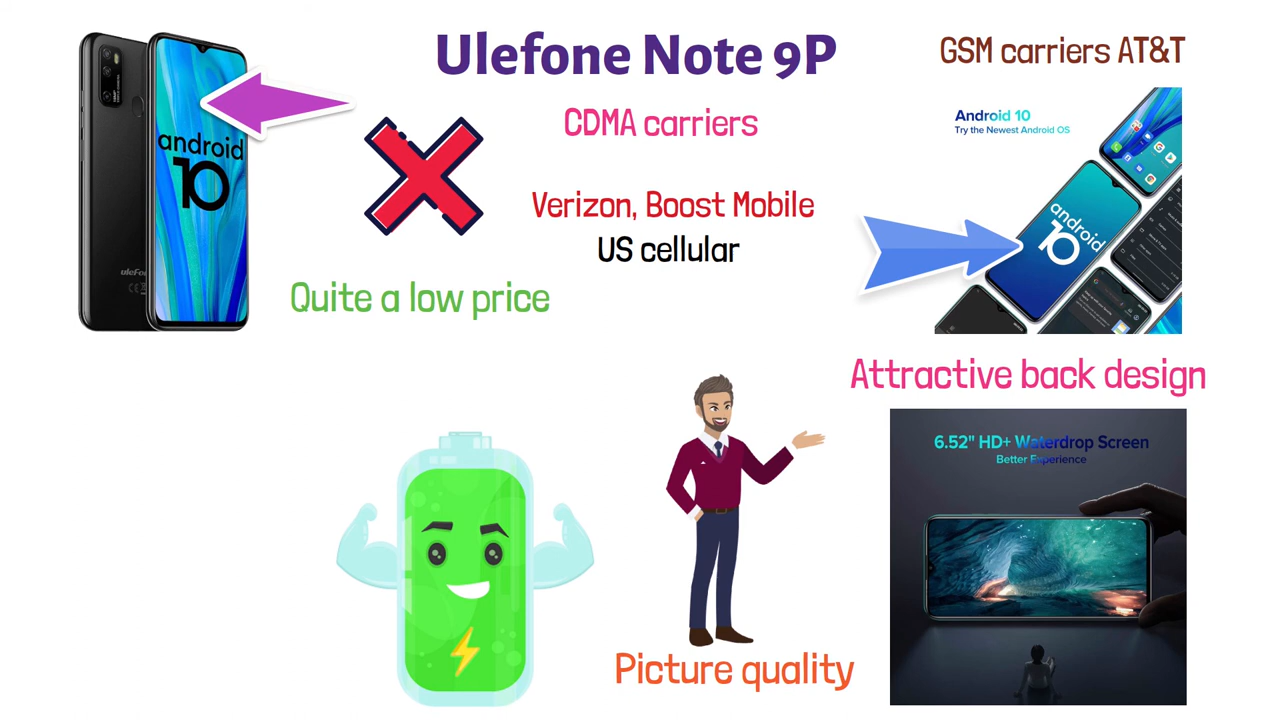 Ulefone Note 9P
GSM carriers AT&T
CDMA carriers
Android 10
Try the Newest Android OS
android
10
Verizon, Boost Mobile
US cellular
android
10
Quite a low price
Attractive back design
6.52" HD+ Waterdrop Screen
Better Experience
Picture quality